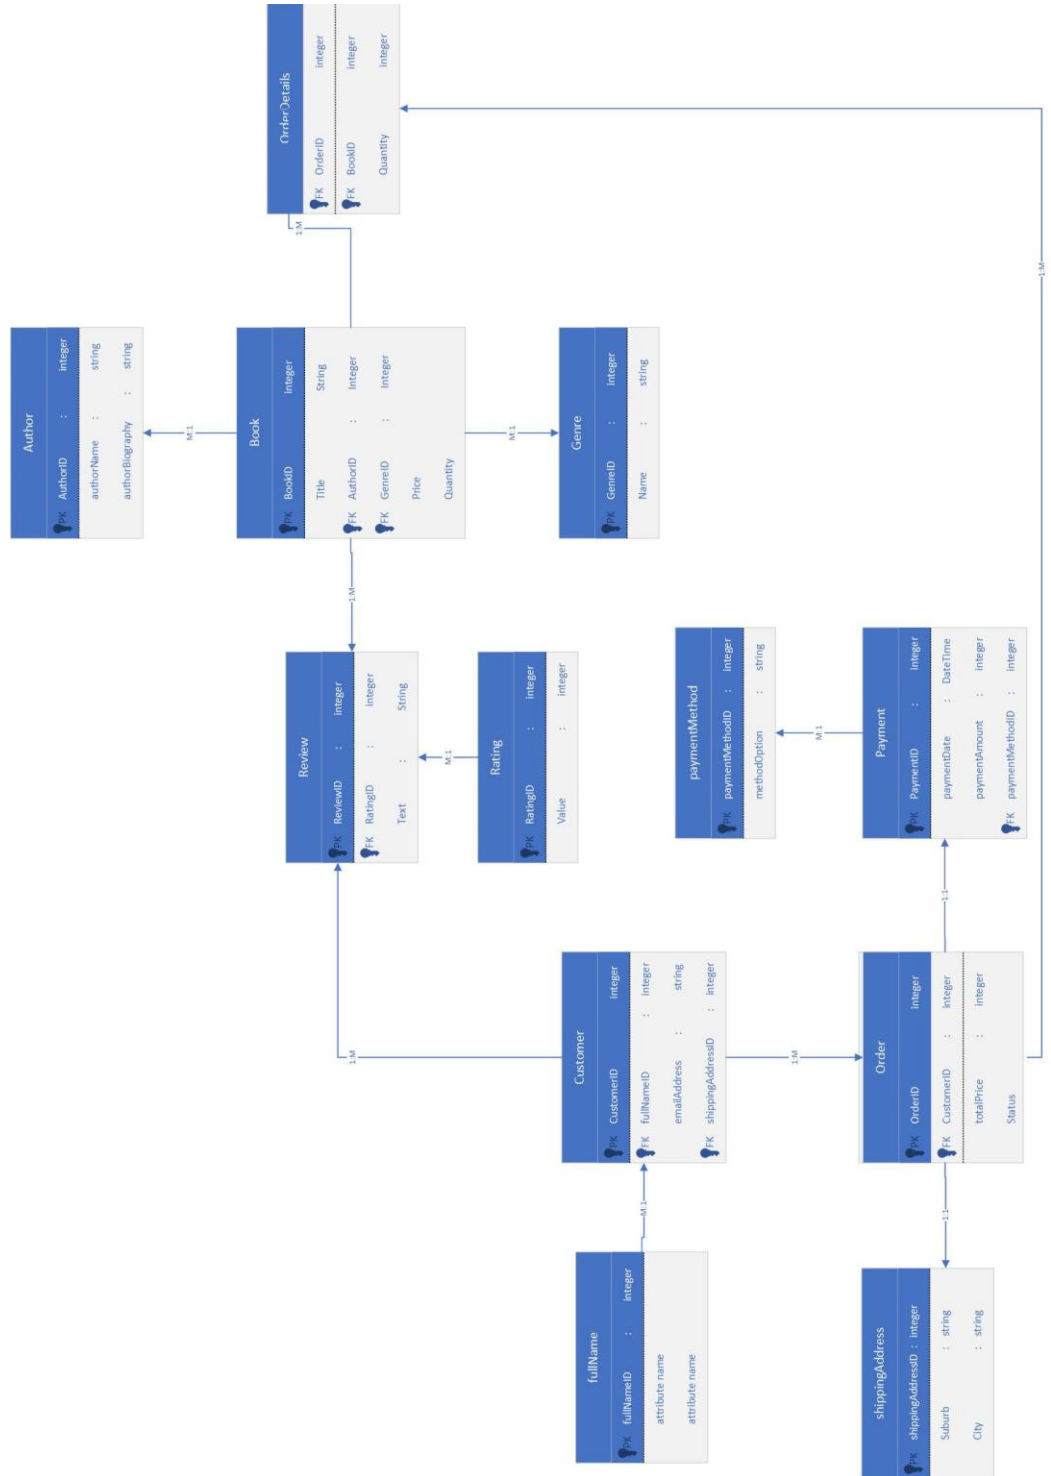 Author
PK AuthorID : integer
authorName : string
authorBiography : string
OrderDetails
FK OrderID integer
FK BookID integer
Quantity integer
1:M
M:1
Book
PK BookID integer
Title String
FK AuthorID : Integer
FK GenreID : Integer
Price
Quantity
M:1
Genre
PK GenreID : integer
Name : string
1:M
Review
PK ReviewID : integer
FK RatingID : integer
Text : String
M:1
Rating
PK RatingID : integer
Value : integer
paymentMethod
PK paymentMethodID : integer
methodOption : string
M:1
Payment
PK PaymentID : integer
paymentDate : DateTime
paymentAmount : integer
FK paymentMethodID : integer
1:M
1:M
Customer
PK CustomerID integer
FK fullNameID : integer
emailAddress : string
FK shippingAddressID : integer
1:M
1:1
Order
PK OrderID integer
FK CustomerID : integer
totalPrice : integer
Status
M:1
1:1
fullName
PK fullNameID : integer
attribute name
attribute name
shippingAddress
PK shippingAddressID : integer
Suburb : string
City : string